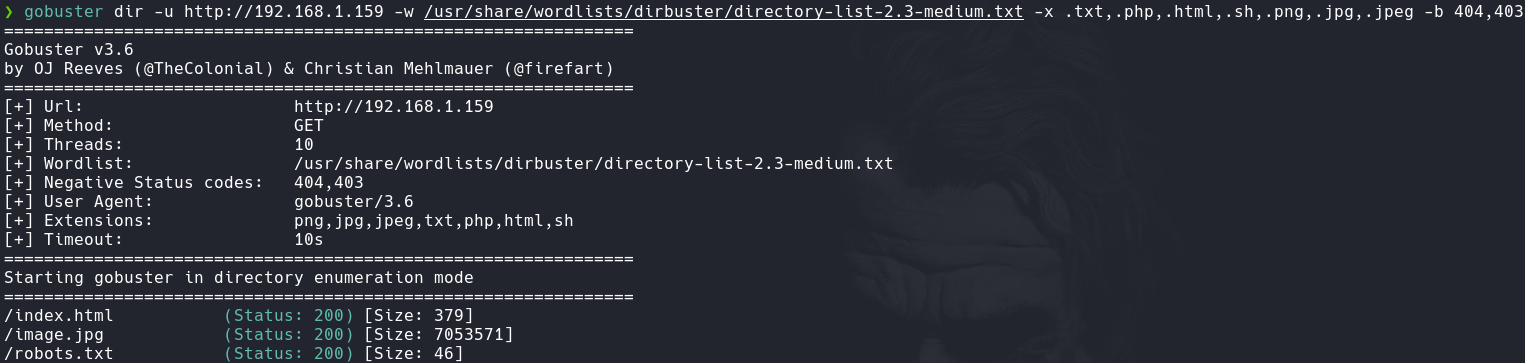 ❯ gobuster dir -u http://192.168.1.159 -w /usr/share/wordlists/dirbuster/directory-list-2.3-medium.txt -x .txt,.php,.html,.sh,.png,.jpg,.jpeg -b 404,403
===============================================================
Gobuster v3.6
by OJ Reeves (@TheColonial) & Christian Mehlmauer (@firefart)
===============================================================
[+] Url:                     http://192.168.1.159
[+] Method:                  GET
[+] Threads:                 10
[+] Wordlist:                /usr/share/wordlists/dirbuster/directory-list-2.3-medium.txt
[+] Negative Status codes:   404,403
[+] User Agent:              gobuster/3.6
[+] Extensions:              png,jpg,jpeg,txt,php,html,sh
[+] Timeout:                 10s
===============================================================
Starting gobuster in directory enumeration mode
===============================================================
/index.html           (Status: 200) [Size: 379]
/image.jpg            (Status: 200) [Size: 7053571]
/robots.txt           (Status: 200) [Size: 46]